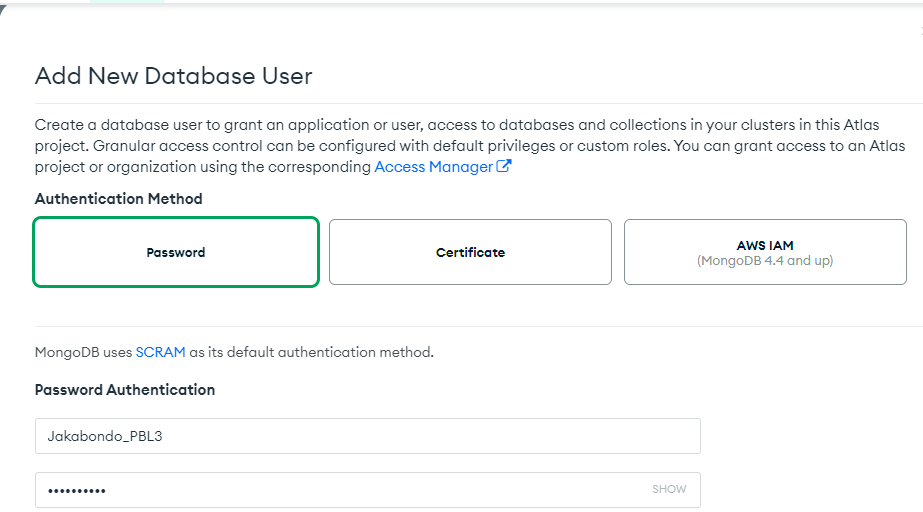 Add New Database User
Create a database user to grant an application or user, access to databases and collections in your clusters in this Atlas
project. Granular access control can be configured with default privileges or custom roles. You can grant access to an Atlas
project or organization using the corresponding Access Manager
Authentication Method
Password
Certificate
AWS IAM
(MongoDB 4.4 and up)
MongoDB uses SCRAM as its default authentication method.
Password Authentication
Jakabondo_PBL3
••••••••••
SHOW